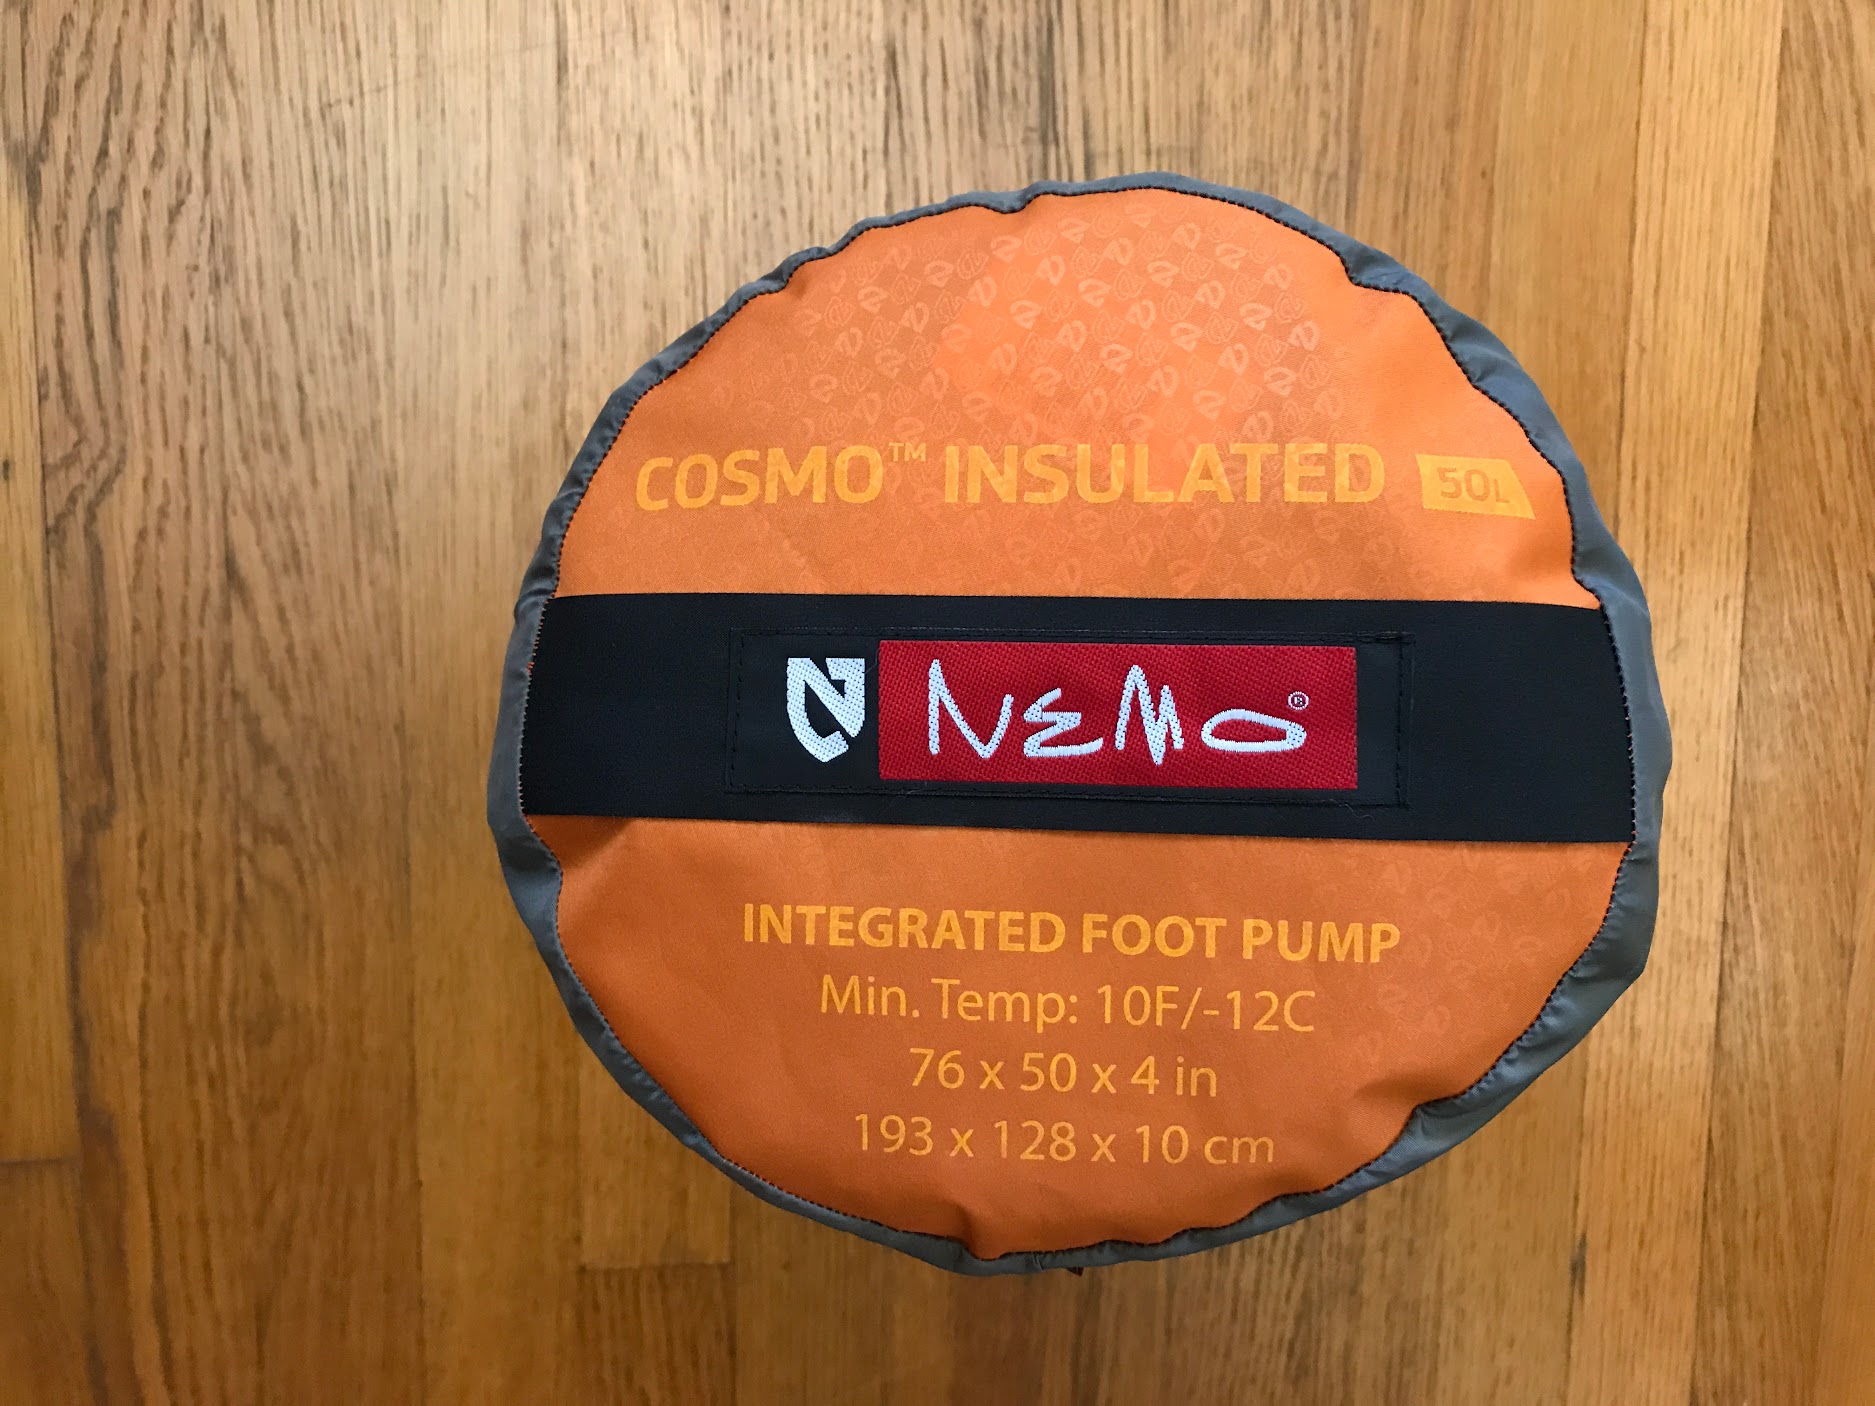 COSMO™ INSULATED 50L
NEMO®
INTEGRATED FOOT PUMP
Min. Temp: 10F/-12C
76 x 50 x 4 in
193 x 128 x 10 cm